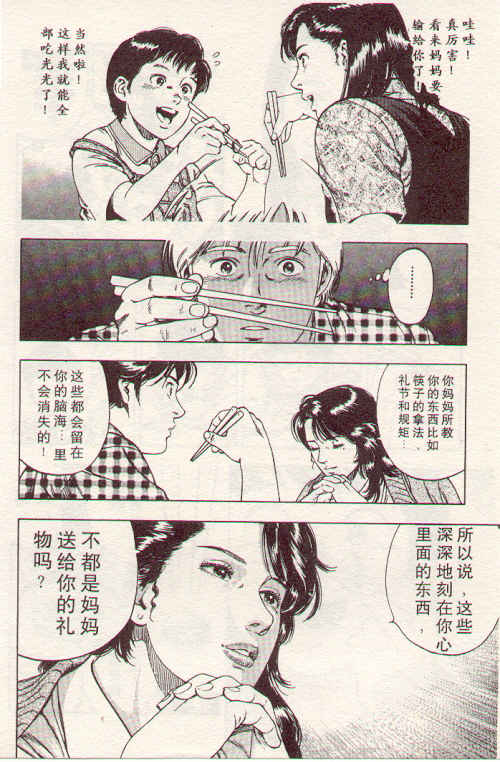 哇哇!
真厉害!
看来妈妈要
输给你了!
当然啦!
这样我就能全
部吃光光了!
………
你妈妈所教
你的东西比如
筷子的拿法、
礼节和规矩…
这些都会留在
你的脑海…里
不会消失的!
所以说,这些
深深地刻在你心
里面的东西,
不都是妈妈
送给你的礼
物吗?